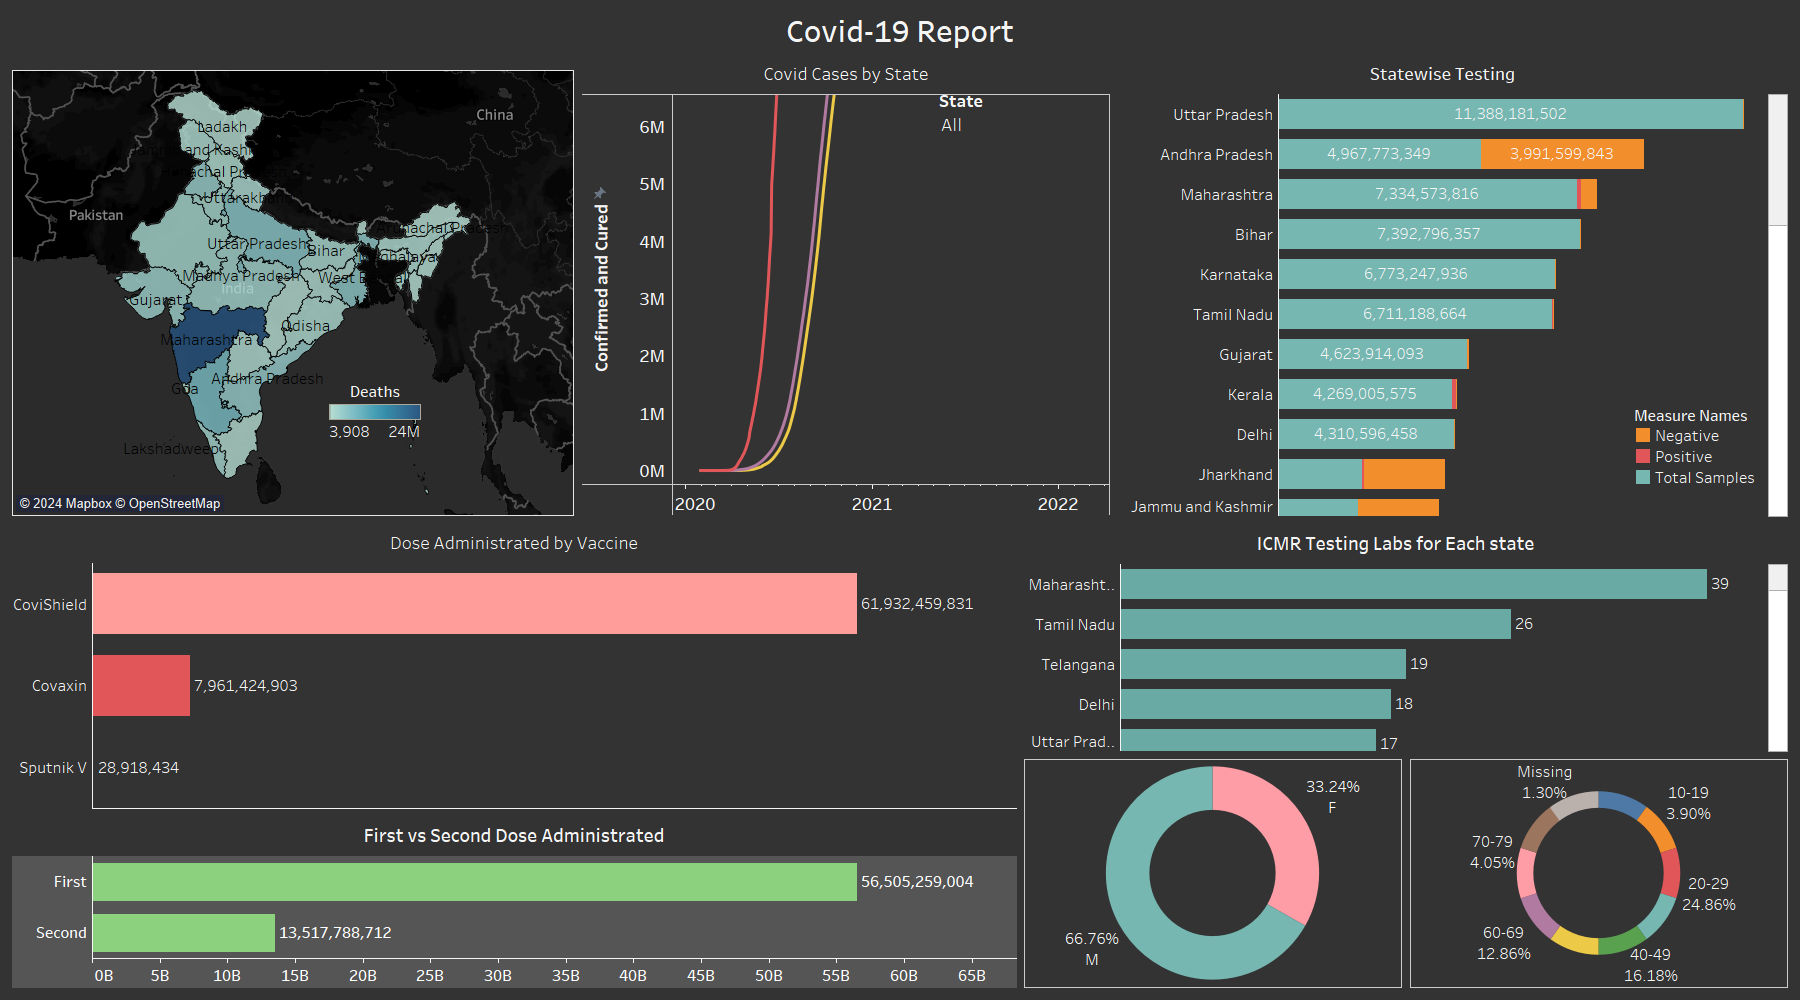 Covid-19 Report
Ladakh
China
Pakistan
Uttarakhand
Arunachal Pradesh
Uttar Pradesh
Bihar
Meghalaya
Madhya Pradesh
West Bengal
India
Gujarat
Odisha
Maharashtra
Andhra Pradesh
Goa
Deaths
3,908 24M
Lakshadweep
© 2024 Mapbox © OpenStreetMap
Covid Cases by State
State
All
Confirmed and Cured
6M
5M
4M
3M
2M
1M
0M
2020 2021 2022
Statewise Testing
Uttar Pradesh 11,388,181,502
Andhra Pradesh 4,967,773,349 3,991,599,843
Maharashtra 7,334,573,816
Bihar 7,392,796,357
Karnataka 6,773,247,936
Tamil Nadu 6,711,188,664
Gujarat 4,623,914,093
Kerala 4,269,005,575
Delhi 4,310,596,458
Jharkhand
Jammu and Kashmir
Measure Names
Negative
Positive
Total Samples
Dose Administrated by Vaccine
CoviShield 61,932,459,831
Covaxin 7,961,424,903
Sputnik V 28,918,434
First vs Second Dose Administrated
First 56,505,259,004
Second 13,517,788,712
0B 5B 10B 15B 20B 25B 30B 35B 40B 45B 50B 55B 60B 65B
ICMR Testing Labs for Each state
Maharasht.. 39
Tamil Nadu 26
Telangana 19
Delhi 18
Uttar Prad.. 17
33.24%
F
66.76%
M
Missing
1.30%
10-19
3.90%
70-79
4.05%
20-29
24.86%
60-69
12.86%
40-49
16.18%